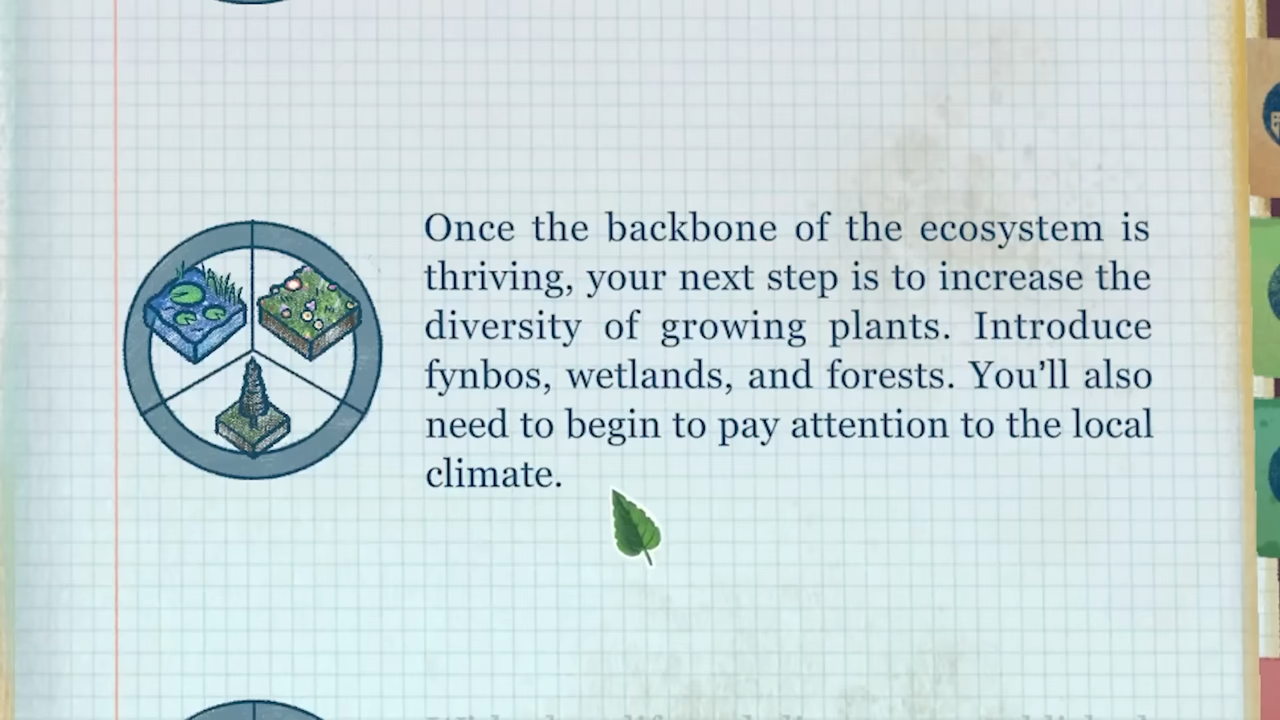 Once the backbone of the ecosystem is
thriving, your next step is to increase the
diversity of growing plants. Introduce
fynbos, wetlands, and forests. You'll also
need to begin to pay attention to the local
climate.